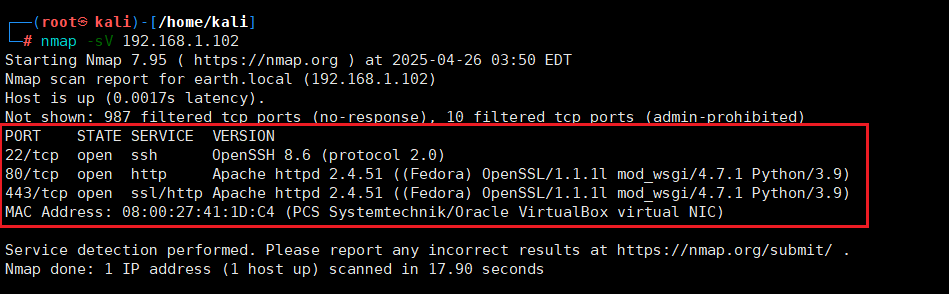 ┌──(root㉿kali)-[/home/kali]
└─# nmap -sV 192.168.1.102
Starting Nmap 7.95 ( https://nmap.org ) at 2025-04-26 03:50 EDT
Nmap scan report for earth.local (192.168.1.102)
Host is up (0.0017s latency).
Not shown: 987 filtered tcp ports (no-response), 10 filtered tcp ports (admin-prohibited)
PORT    STATE SERVICE  VERSION
22/tcp  open  ssh      OpenSSH 8.6 (protocol 2.0)
80/tcp  open  http     Apache httpd 2.4.51 ((Fedora) OpenSSL/1.1.1l mod_wsgi/4.7.1 Python/3.9)
443/tcp open  ssl/http Apache httpd 2.4.51 ((Fedora) OpenSSL/1.1.1l mod_wsgi/4.7.1 Python/3.9)
MAC Address: 08:00:27:41:1D:C4 (PCS Systemtechnik/Oracle VirtualBox virtual NIC)
Service detection performed. Please report any incorrect results at https://nmap.org/submit/ .
Nmap done: 1 IP address (1 host up) scanned in 17.90 seconds